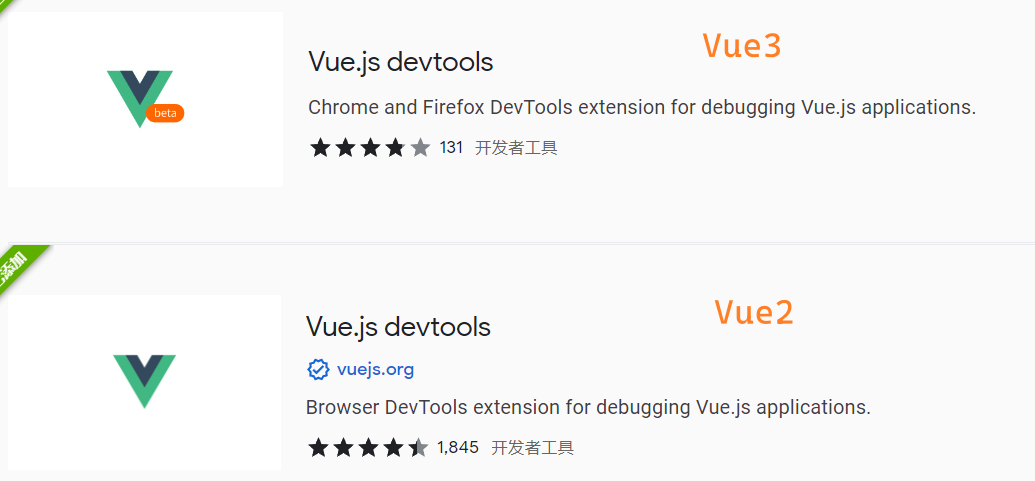 Vue.js devtools
Vue3
beta
Chrome and Firefox DevTools extension for debugging Vue.js applications.
131 开发者工具
添加
Vue.js devtools
Vue2
vuejs.org
Browser DevTools extension for debugging Vue.js applications.
1,845 开发者工具